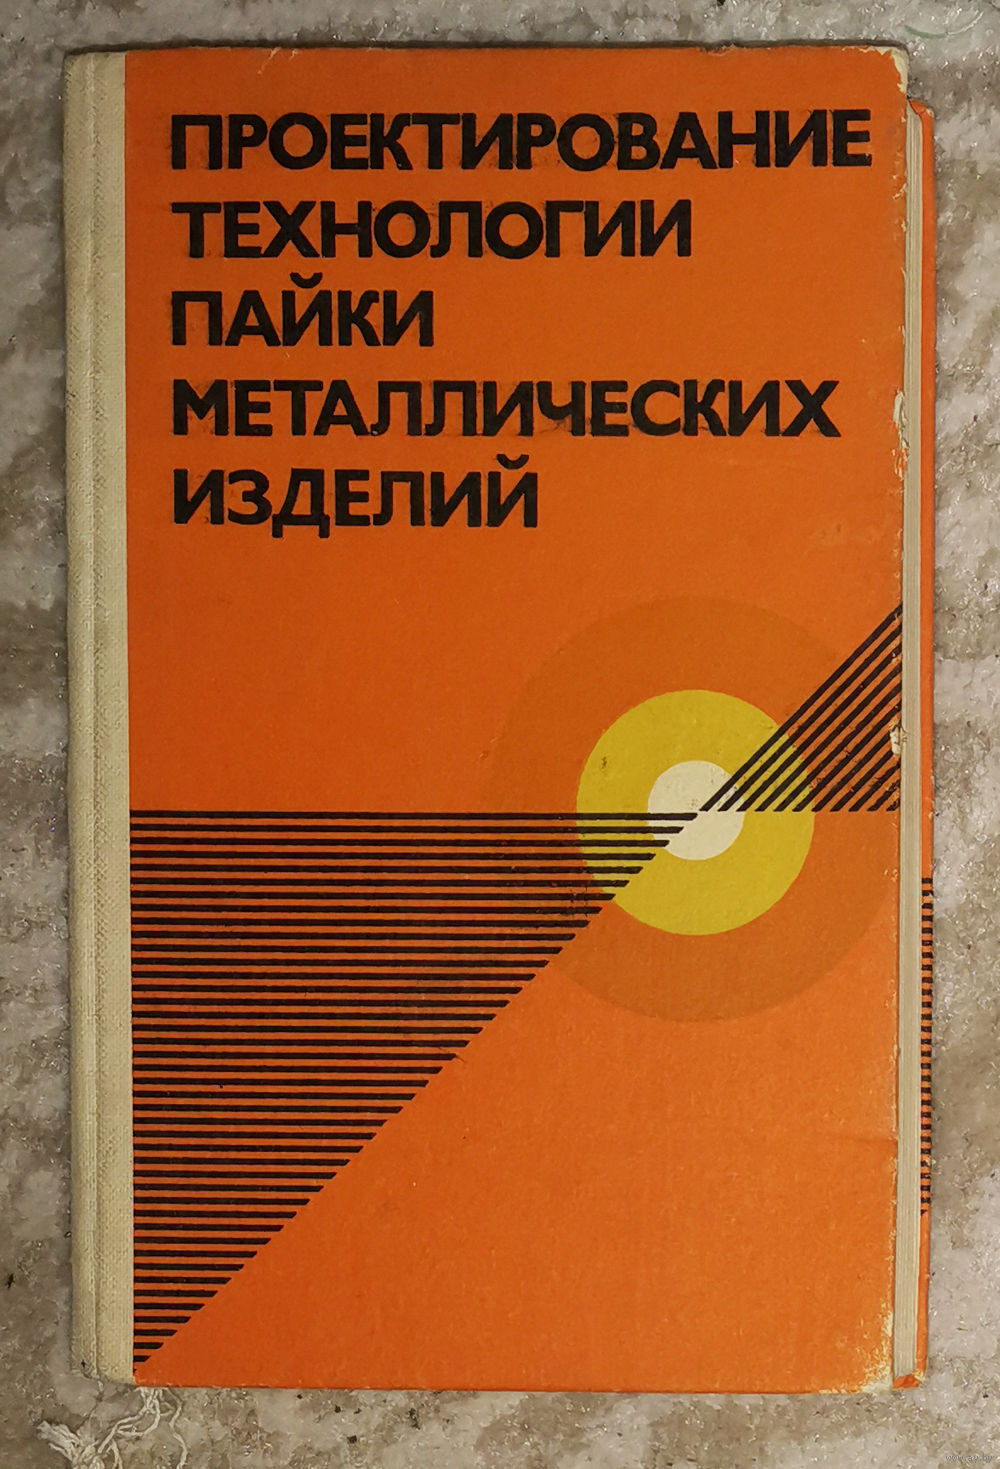 ПРОЕКТИРОВАНИЕ
ТЕХНОЛОГИИ
ПАЙКИ
МЕТАЛЛИЧЕСКИХ
ИЗДЕЛИЙ